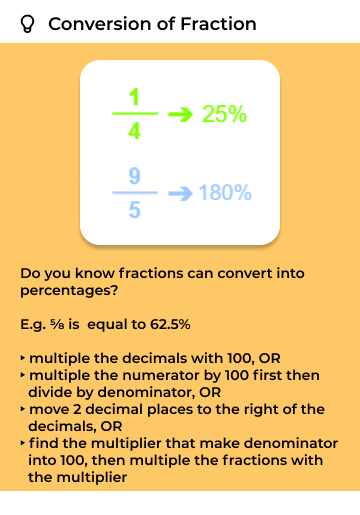 Conversion of Fraction
1/4 ➔ 25%
9/5 ➔ 180%
Do you know fractions can convert into
percentages?
E.g. ⅝ is equal to 62.5%
‣ multiple the decimals with 100, OR
‣ multiple the numerator by 100 first then
divide by denominator, OR
‣ move 2 decimal places to the right of the
decimals, OR
‣ find the multiplier that make denominator
into 100, then multiple the fractions with
the multiplier